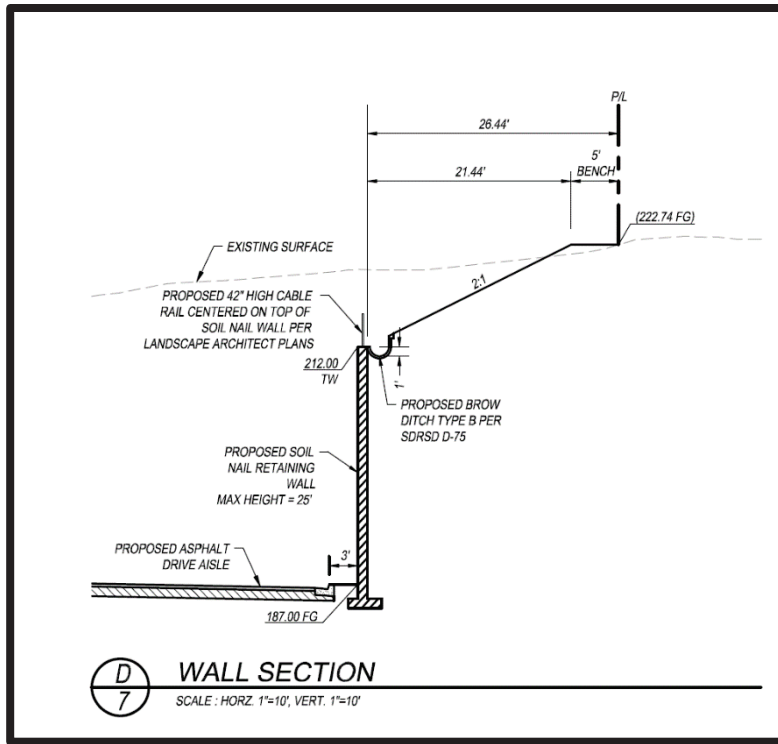 P/L
26.44'
5'
BENCH
21.44'
(222.74 FG)
EXISTING SURFACE
2:1
PROPOSED 42" HIGH CABLE
RAIL CENTERED ON TOP OF
SOIL NAIL WALL PER
LANDSCAPE ARCHITECT PLANS
212.00
TW
1'
PROPOSED BROW
DITCH TYPE B PER
SDRSD D-75
PROPOSED SOIL
NAIL RETAINING
WALL
MAX HEIGHT = 25'
PROPOSED ASPHALT
DRIVE AISLE
3'
187.00 FG
D
7
WALL SECTION
SCALE : HORZ. 1"=10', VERT. 1"=10'